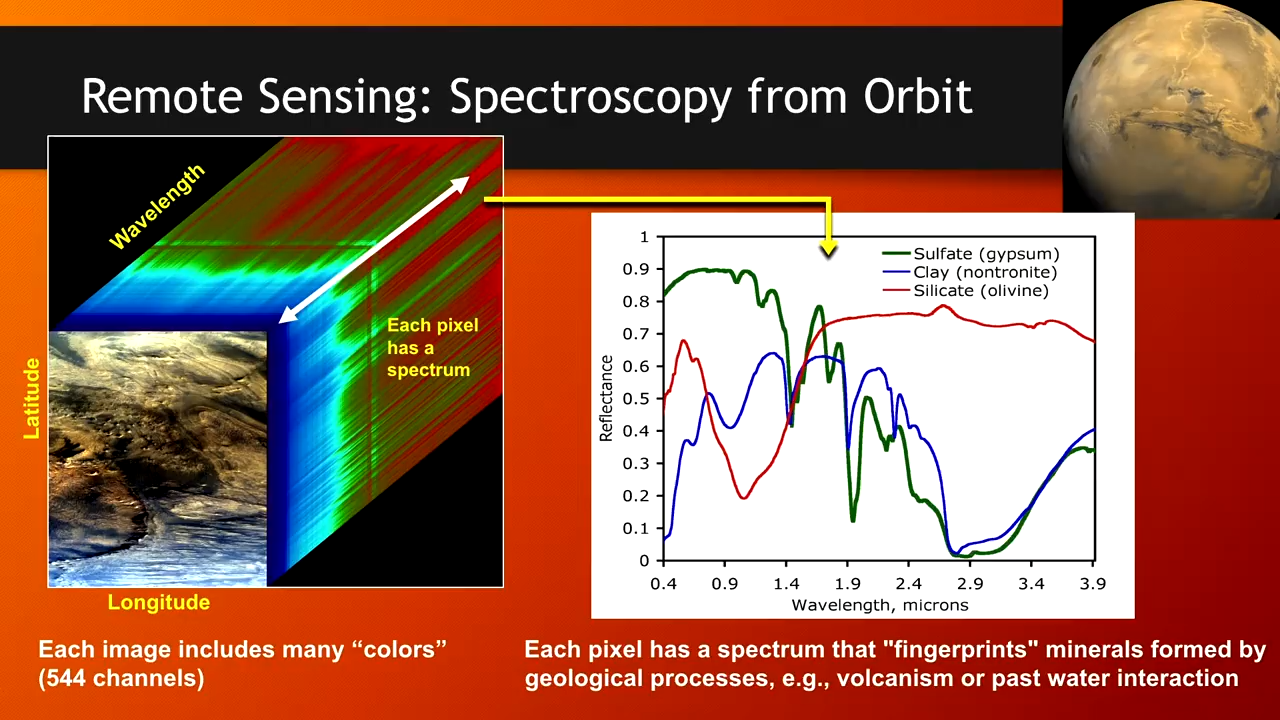 Remote Sensing: Spectroscopy from Orbit
Wavelength
Each pixel
has a
spectrum
Latitude
Longitude
Sulfate (gypsum)
Clay (nontronite)
Silicate (olivine)
Reflectance
1
0.9
0.8
0.7
0.6
0.5
0.4
0.3
0.2
0.1
0
0.4 0.9 1.4 1.9 2.4 2.9 3.4 3.9
Wavelength, microns
Each image includes many “colors”
(544 channels)
Each pixel has a spectrum that "fingerprints" minerals formed by
geological processes, e.g., volcanism or past water interaction